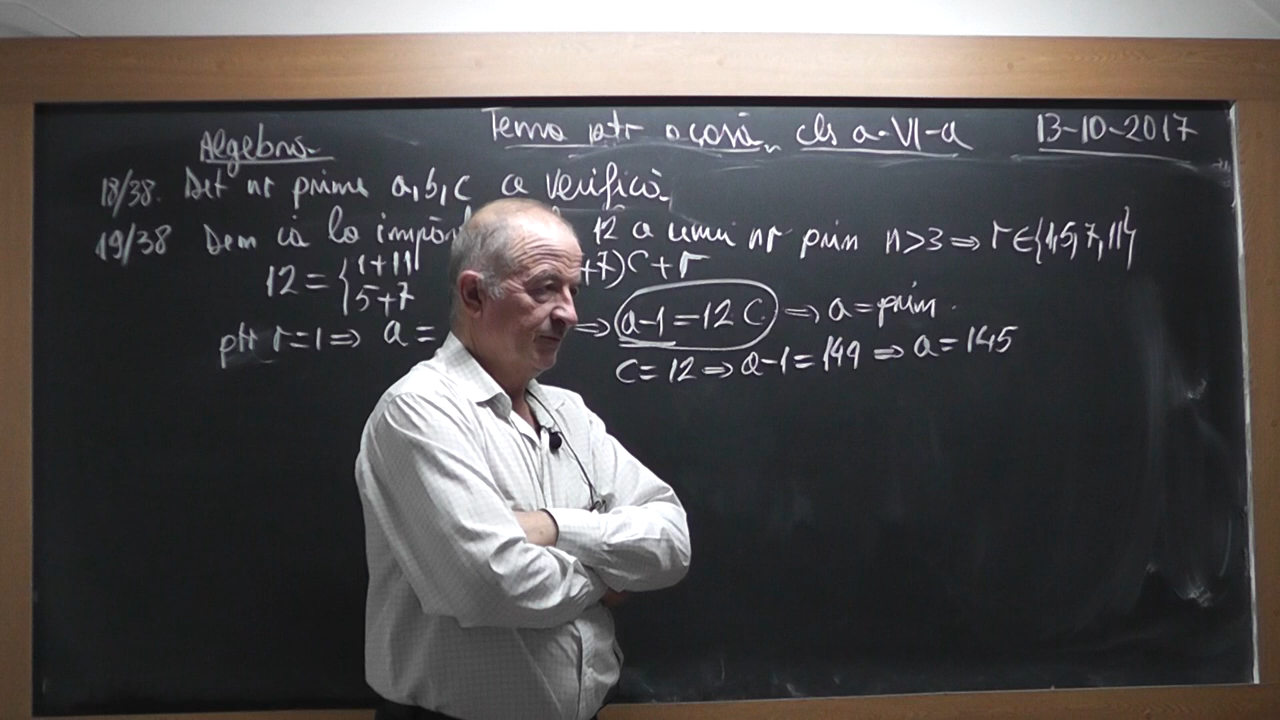 Algebra
Tema ptr acasă, cls a-VI-a
13-10-2017
18/38. Det nr prime a,b,c ce verifică
19/38 Dem că la împărț 12 a unui nr prim n>3 ⇒ r∈{1,5,7,11}
12 = { 1+11 5+7 +7)c+r
ptr r=1 ⇒ a = ⇒ a-1=12c ⇒ a=prim.
c=12 ⇒ a-1=144 ⇒ a=145